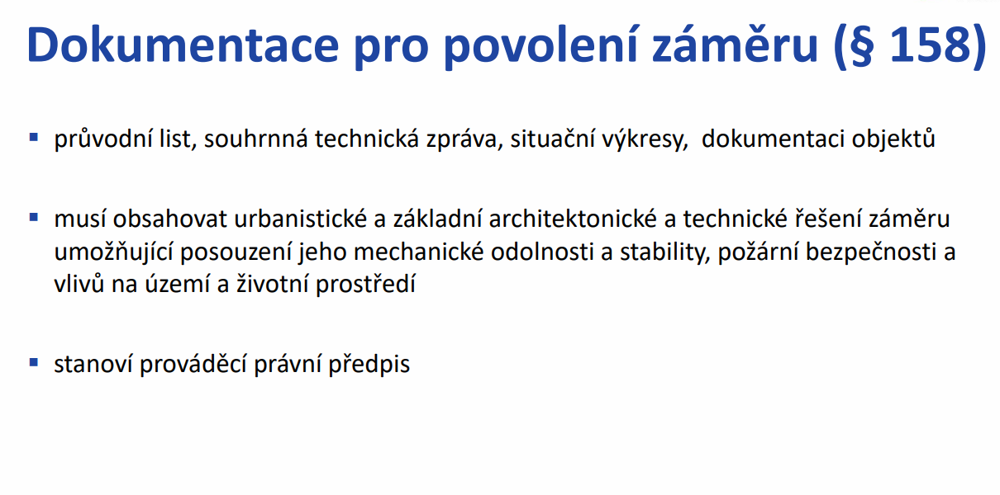 Dokumentace pro povolení záměru (§ 158)
▪ průvodní list, souhrnná technická zpráva, situační výkresy,  dokumentaci objektů
▪ musí obsahovat urbanistické a základní architektonické a technické řešení záměru
umožňující posouzení jeho mechanické odolnosti a stability, požární bezpečnosti a
vlivů na území a životní prostředí
▪ stanoví prováděcí právní předpis